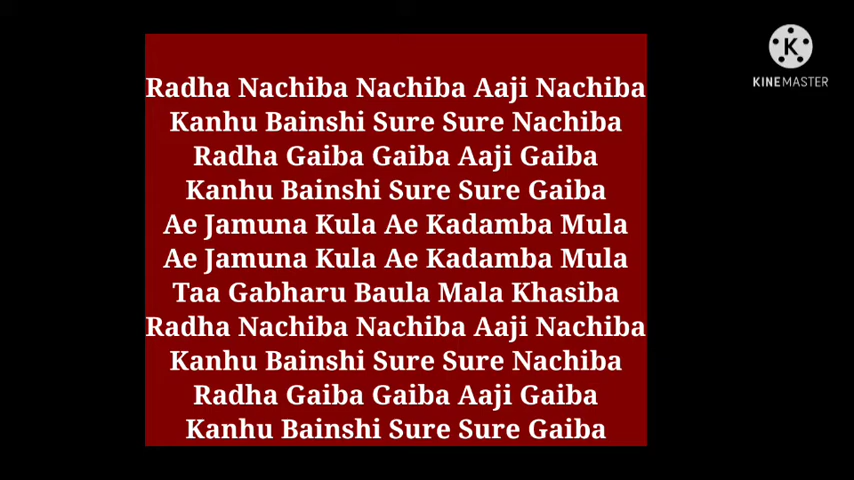 Radha Nachiba Nachiba Aaji Nachiba
Kanhu Bainshi Sure Sure Nachiba
Radha Gaiba Gaiba Aaji Gaiba
Kanhu Bainshi Sure Sure Gaiba
Ae Jamuna Kula Ae Kadamba Mula
Ae Jamuna Kula Ae Kadamba Mula
Taa Gabharu Baula Mala Khasiba
Radha Nachiba Nachiba Aaji Nachiba
Kanhu Bainshi Sure Sure Nachiba
Radha Gaiba Gaiba Aaji Gaiba
Kanhu Bainshi Sure Sure Gaiba
K
KINEMASTER